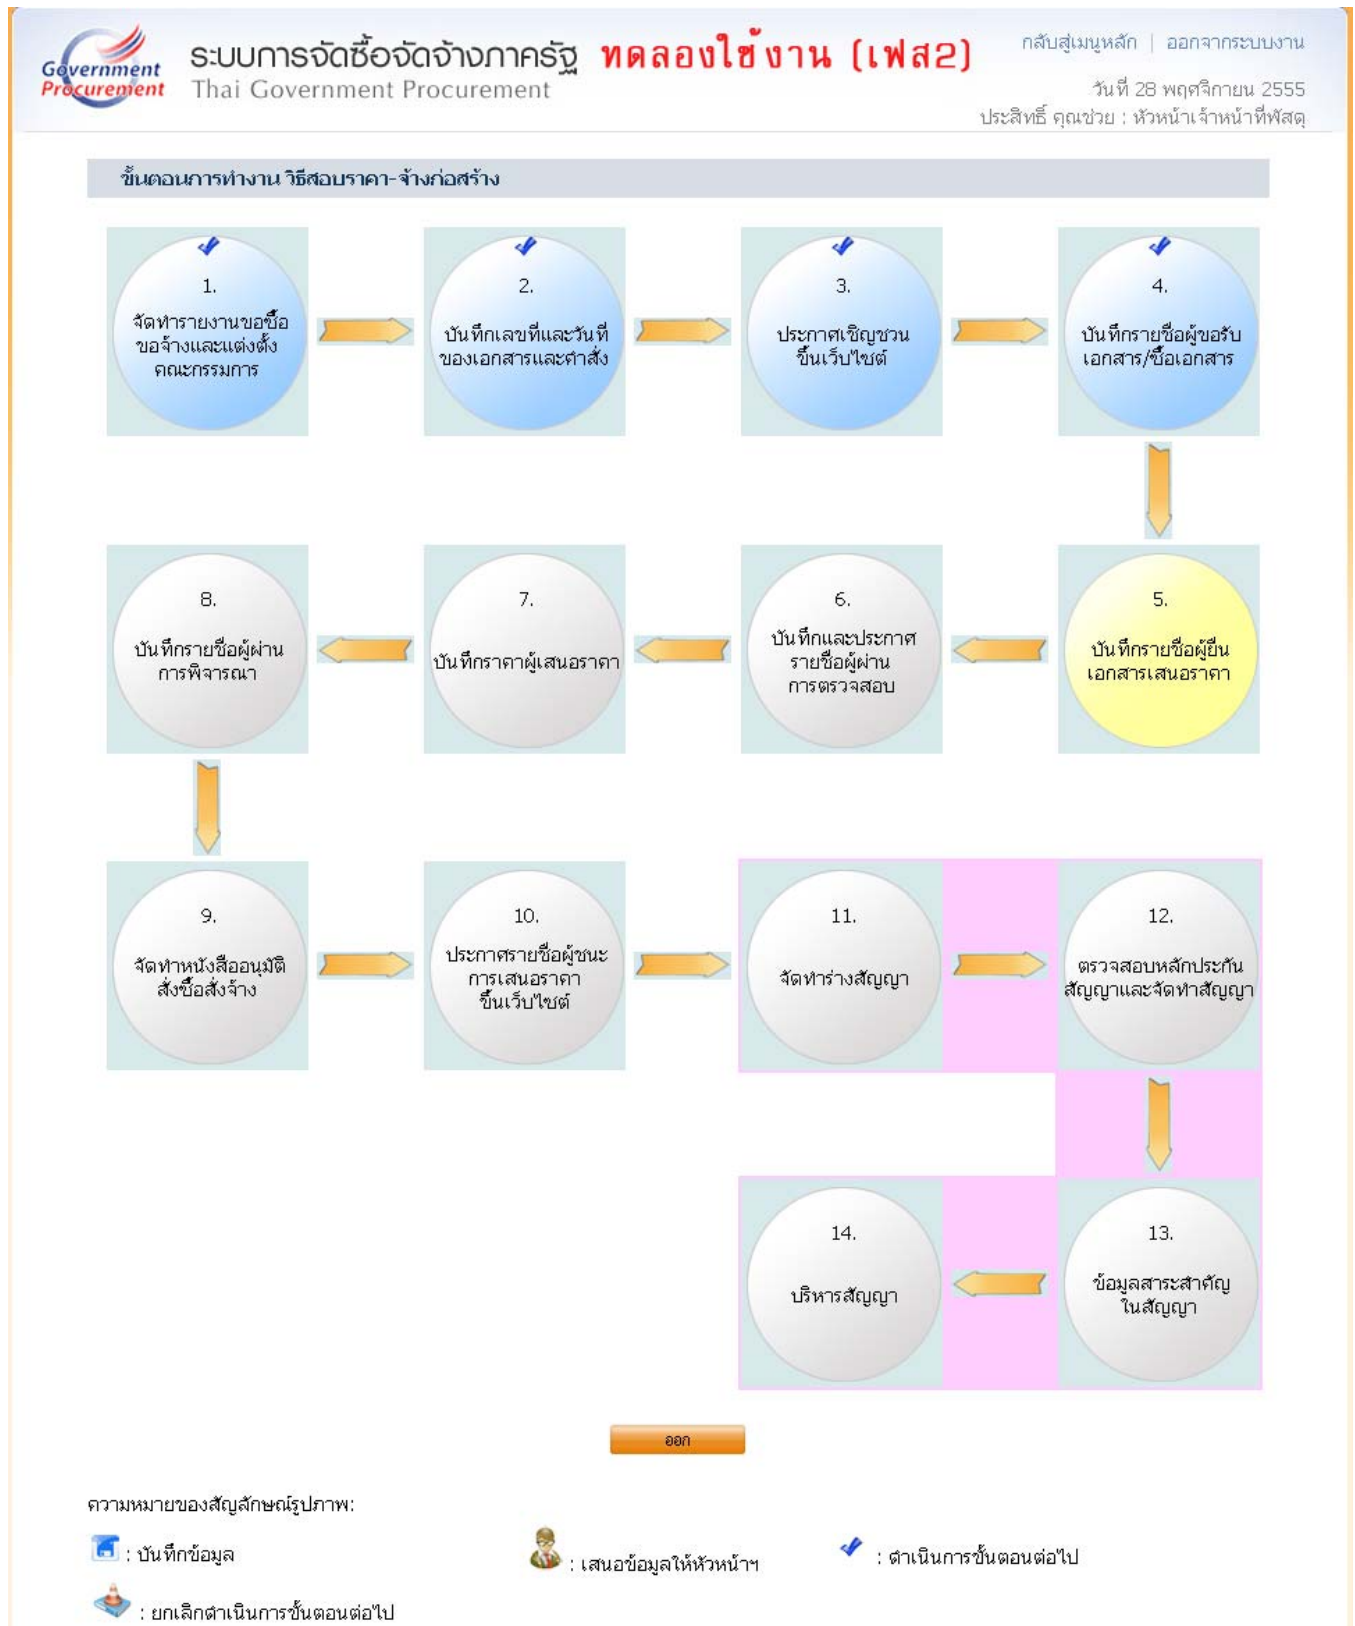 Government
Procurement
ระบบการจัดซื้อจัดจ้างภาครัฐ ทดลองใช้งาน (เฟส2)
Thai Government Procurement
กลับสู่เมนูหลัก | ออกจากระบบงาน
วันที่ 28 พฤศจิกายน 2555
ประสิทธิ์ คุณช่วย : หัวหน้าเจ้าหน้าที่พัสดุ
ขั้นตอนการทำงาน วิธีสอบราคา-จ้างก่อสร้าง
1.
จัดทำรายงานขอซื้อ
ขอจ้างและแต่งตั้ง
คณะกรรมการ
2.
บันทึกเลขที่และวันที่
ของเอกสารและคำสั่ง
3.
ประกาศเชิญชวน
ขึ้นเว็บไซต์
4.
บันทึกรายชื่อผู้ขอรับ
เอกสาร/ซื้อเอกสาร
5.
บันทึกรายชื่อผู้ยื่น
เอกสารเสนอราคา
6.
บันทึกและประกาศ
รายชื่อผู้ผ่าน
การตรวจสอบ
7.
บันทึกราคาผู้เสนอราคา
8.
บันทึกรายชื่อผู้ผ่าน
การพิจารณา
9.
จัดทำหนังสืออนุมัติ
สั่งซื้อสั่งจ้าง
10.
ประกาศรายชื่อผู้ชนะ
การเสนอราคา
ขึ้นเว็บไซต์
11.
จัดทำร่างสัญญา
12.
ตรวจสอบหลักประกัน
สัญญาและจัดทำสัญญา
13.
ข้อมูลสาระสำคัญ
ในสัญญา
14.
บริหารสัญญา
ออก
ความหมายของสัญลักษณ์รูปภาพ:
: บันทึกข้อมูล
: เสนอข้อมูลให้หัวหน้าฯ
: ดำเนินการขั้นตอนต่อไป
: ยกเลิกดำเนินการขั้นตอนต่อไป